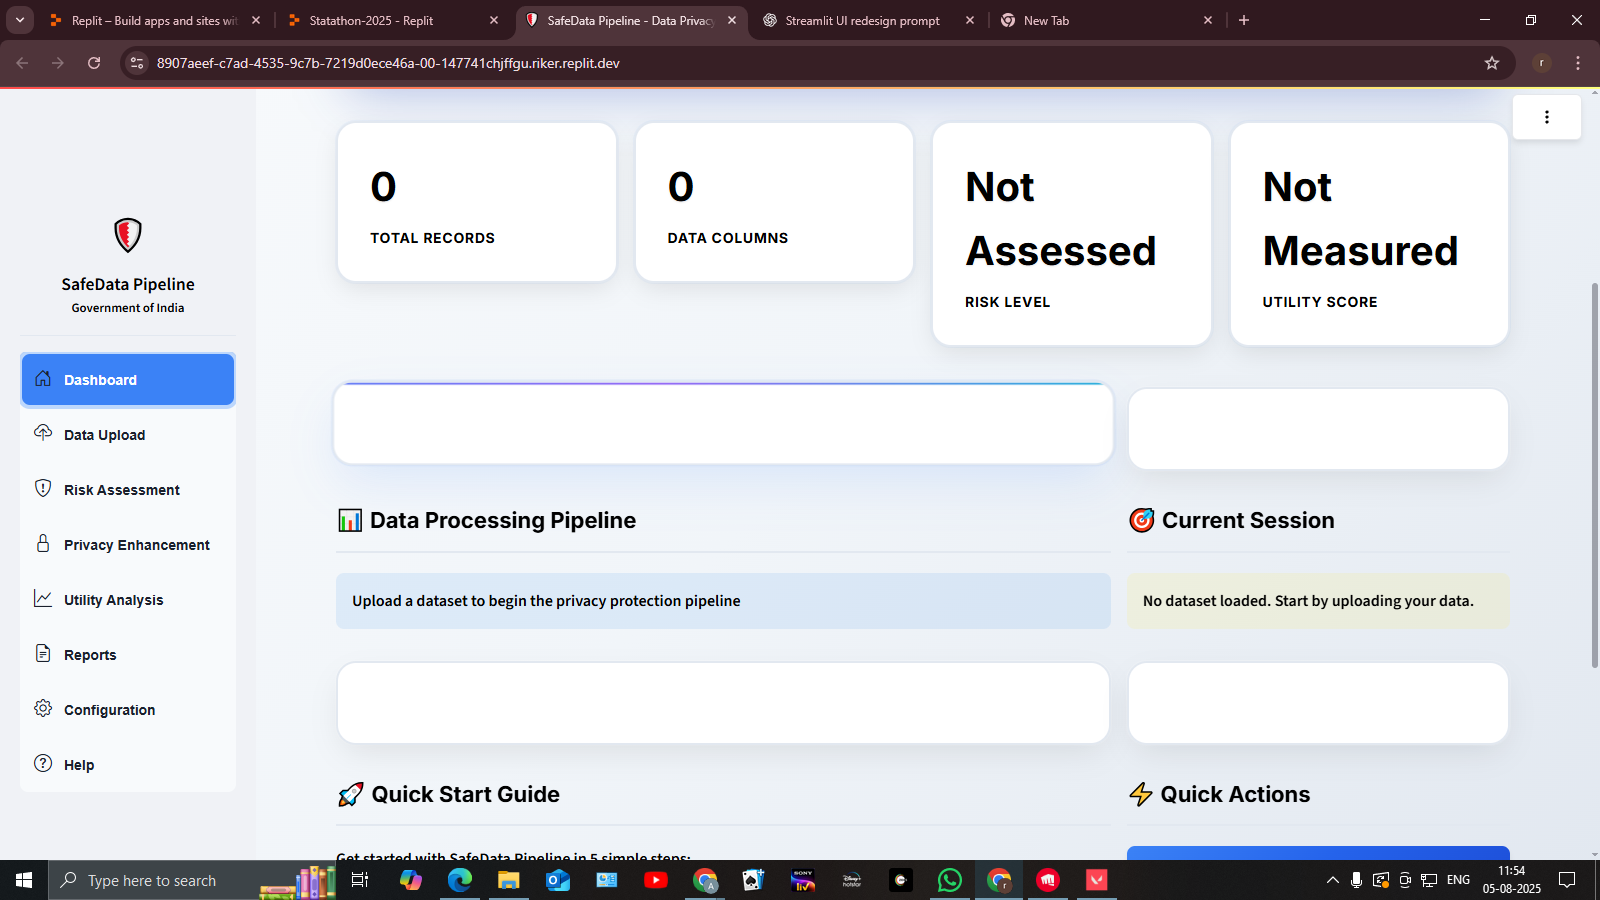 Replit – Build apps and sites wit
Statathon-2025 - Replit
SafeData Pipeline - Data Privacy
Streamlit UI redesign prompt
New Tab
8907aeef-c7ad-4535-9c7b-7219d0ece46a-00-147741chjffgu.riker.replit.dev
r
SafeData Pipeline
Government of India
Dashboard
Data Upload
Risk Assessment
Privacy Enhancement
Utility Analysis
Reports
Configuration
Help
0
TOTAL RECORDS
0
DATA COLUMNS
Not
Assessed
RISK LEVEL
Not
Measured
UTILITY SCORE
Data Processing Pipeline
Upload a dataset to begin the privacy protection pipeline
Current Session
No dataset loaded. Start by uploading your data.
Quick Start Guide
Get started with SafeData Pipeline in 5 simple steps:
Quick Actions
Type here to search
SONY
liv
Disney+
hotstar
A
r
ENG
11:54
05-08-2025